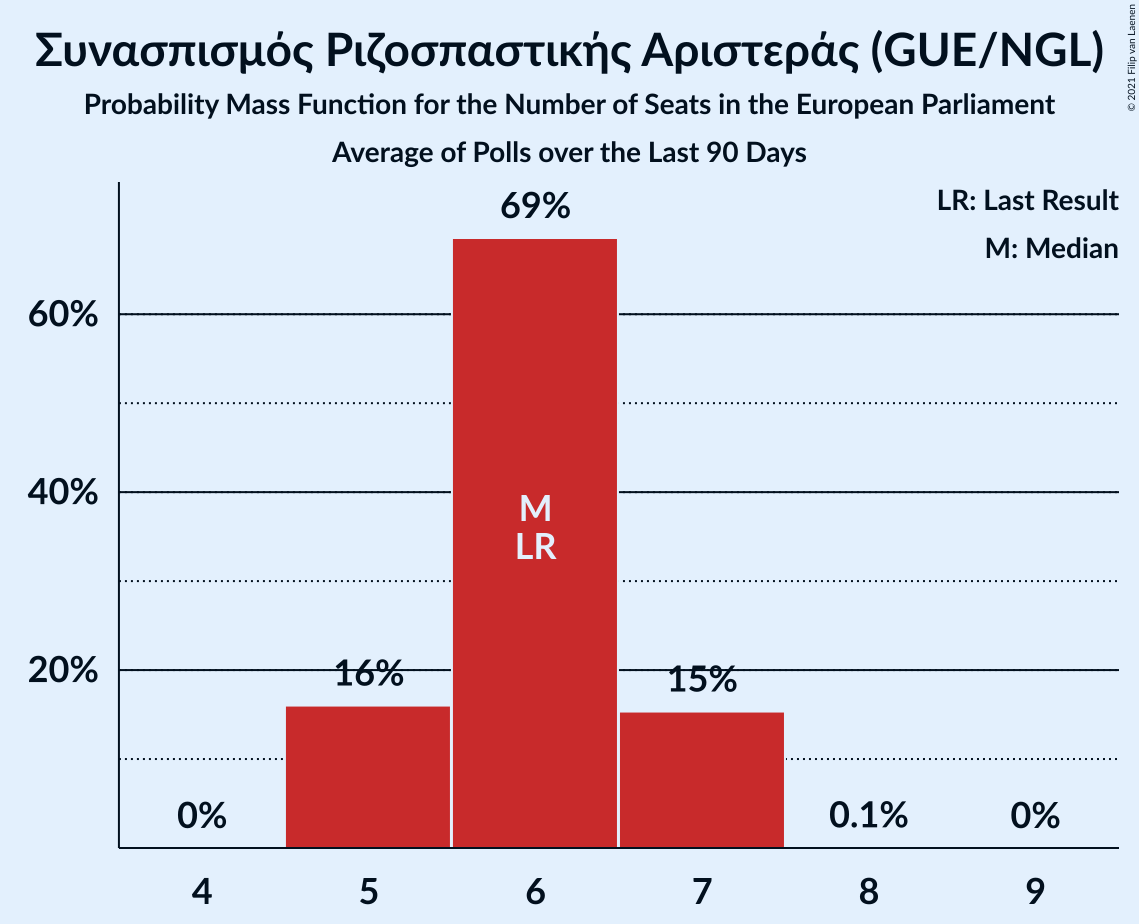 Συνασπισμός Ριζοσπαστικής Αριστεράς (GUE/NGL)
Probability Mass Function for the Number of Seats in the European Parliament
Average of Polls over the Last 90 Days
© 2021 Filip van Laenen
LR: Last Result
M: Median
69%
60%
40%
M
LR
20%
16%
15%
0%
0.1%
0%
4 5 6 7 8 9